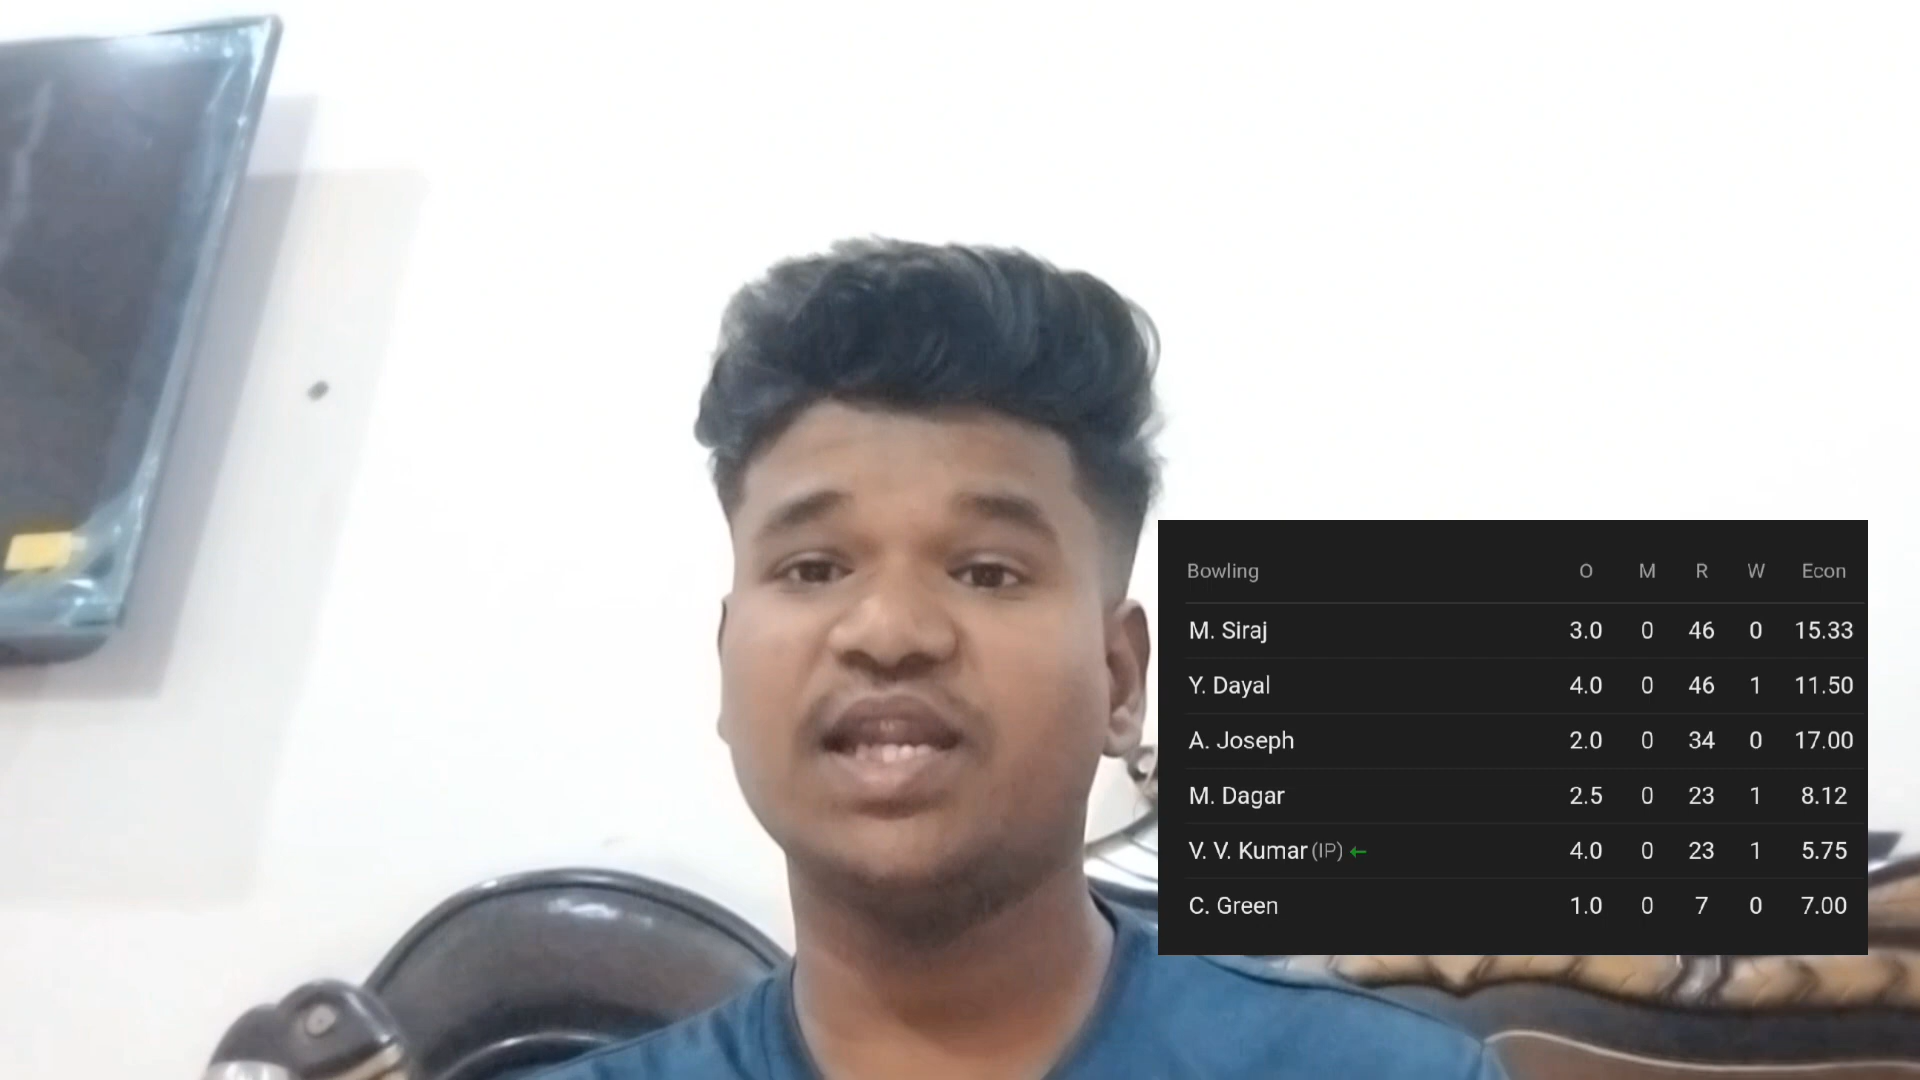 Bowling O M R W Econ
M. Siraj 3.0 0 46 0 15.33
Y. Dayal 4.0 0 46 1 11.50
A. Joseph 2.0 0 34 0 17.00
M. Dagar 2.5 0 23 1 8.12
V. V. Kumar (IP) ← 4.0 0 23 1 5.75
C. Green 1.0 0 7 0 7.00